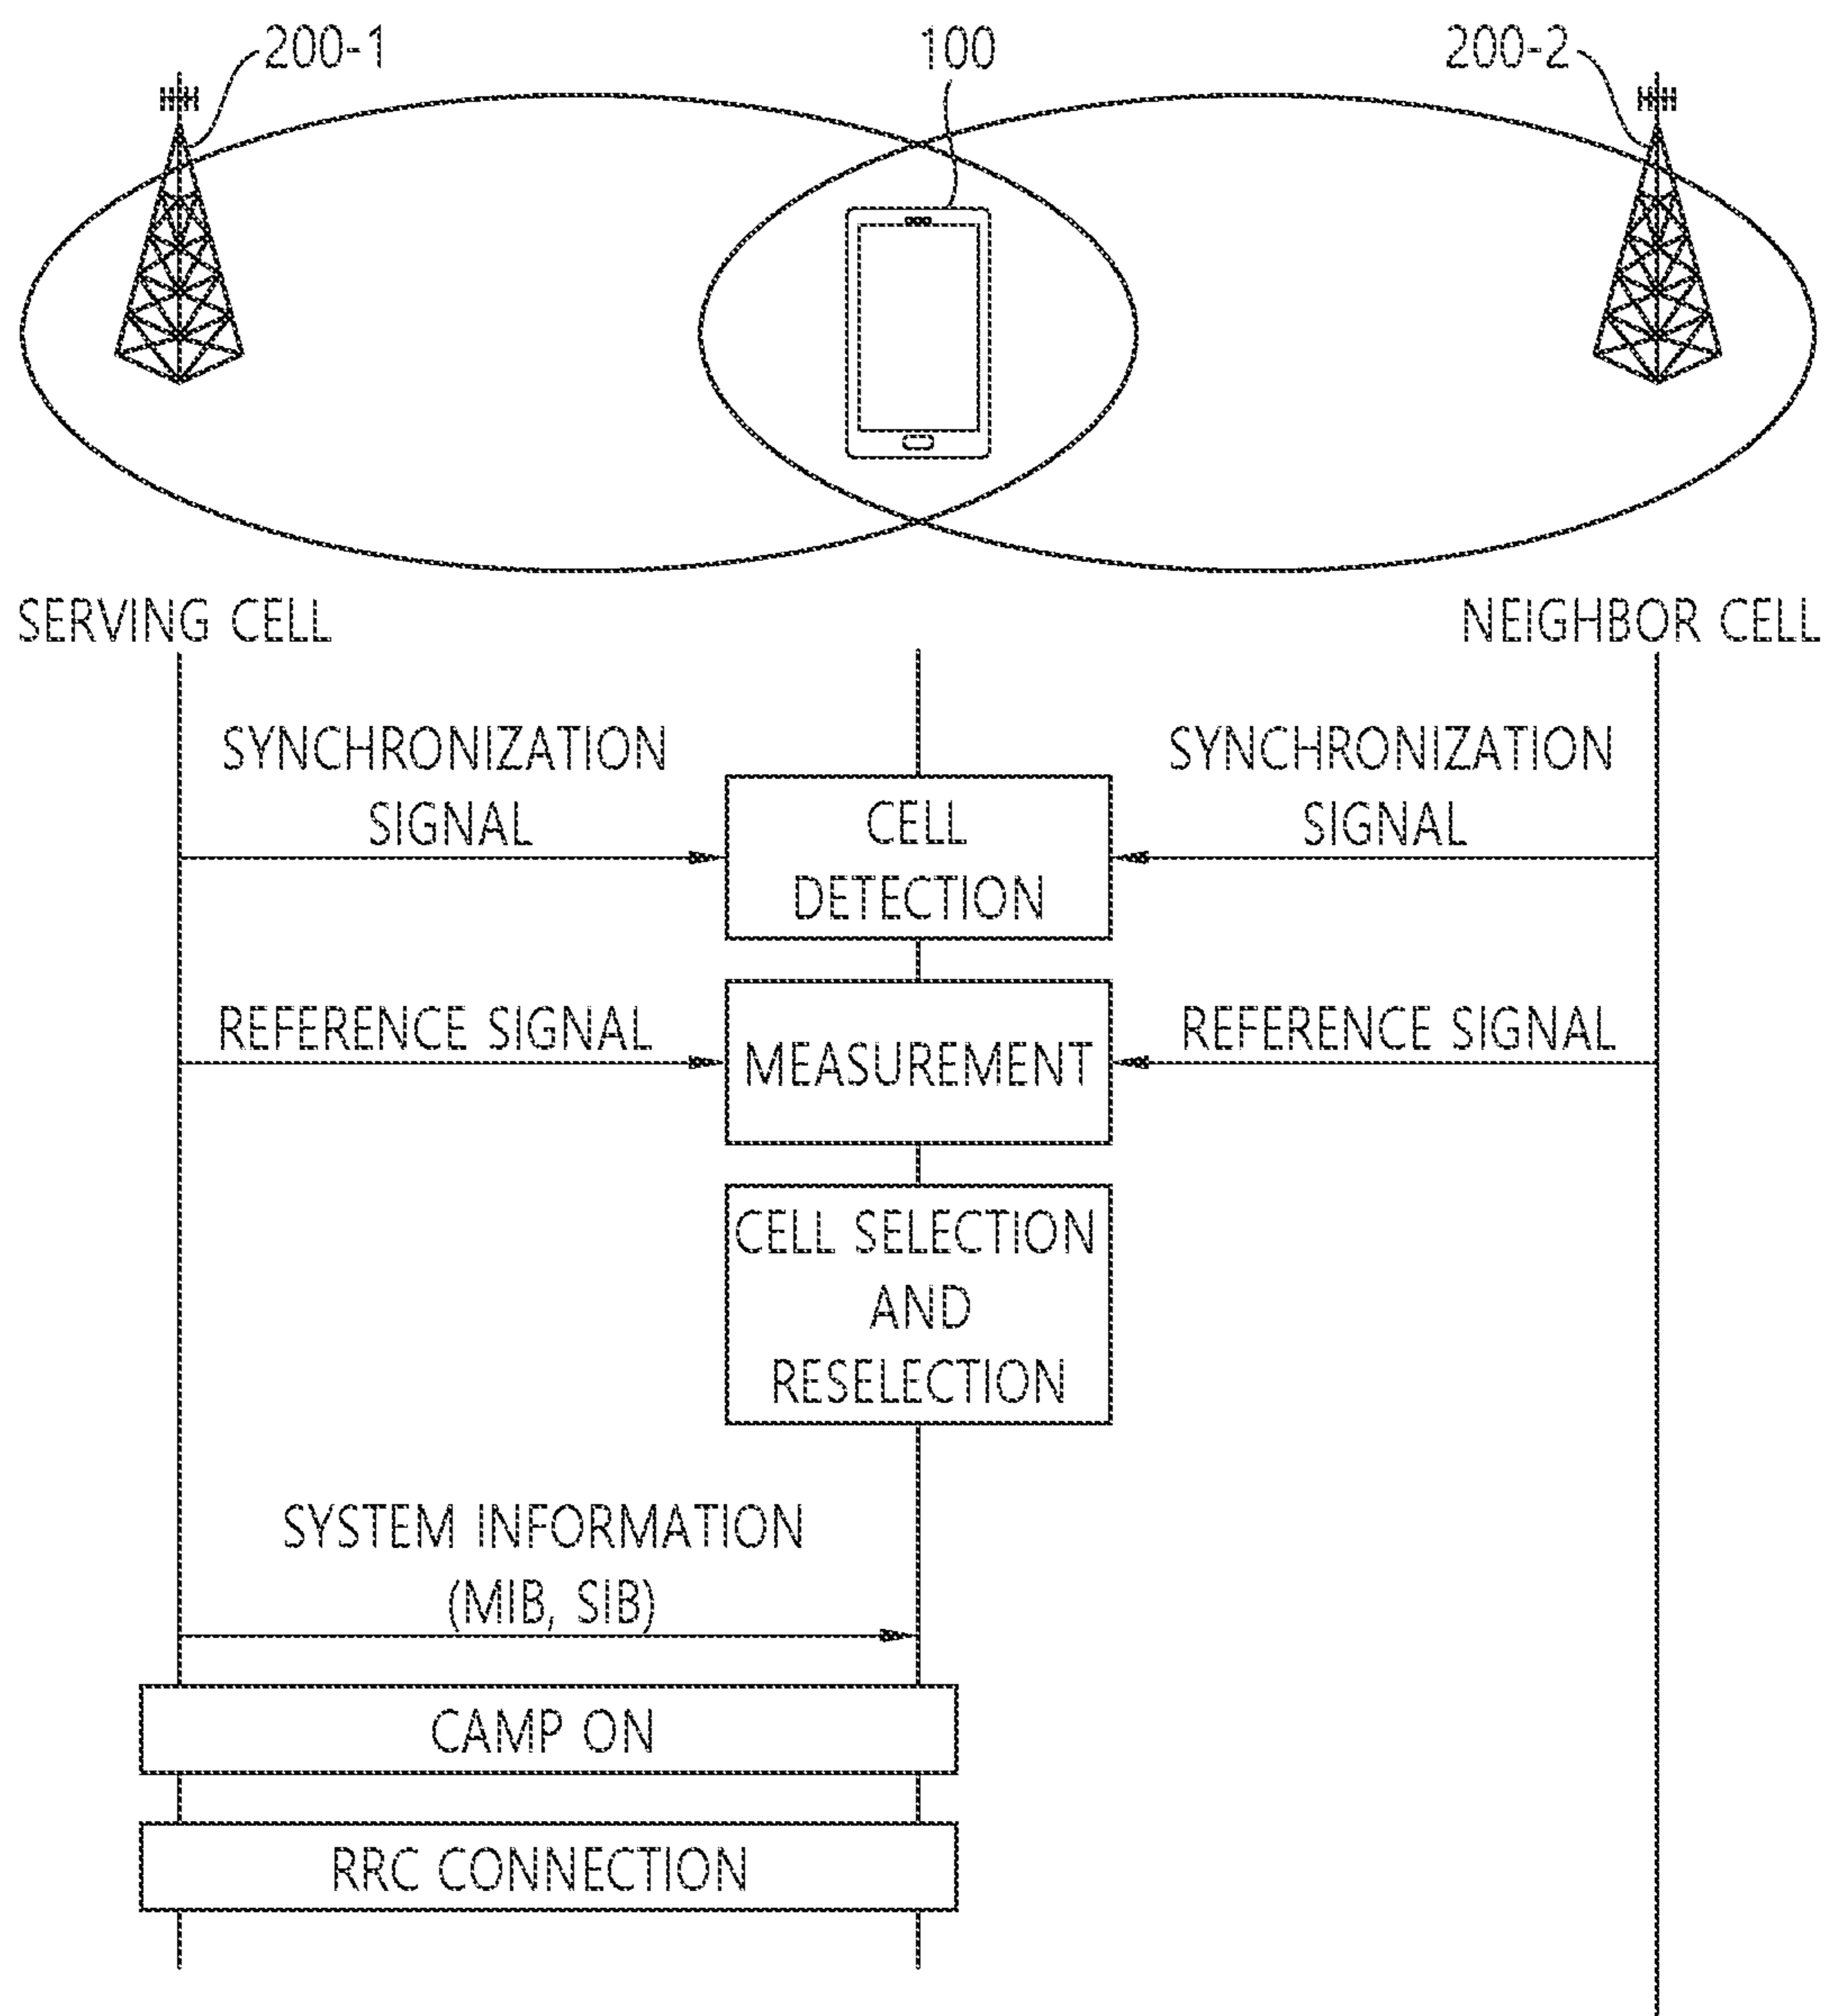 200-1
100
200-2
SERVING CELL
NEIGHBOR CELL
SYNCHRONIZATION
SIGNAL
CELL
DETECTION
SYNCHRONIZATION
SIGNAL
REFERENCE SIGNAL
MEASUREMENT
REFERENCE SIGNAL
CELL SELECTION
AND
RESELECTION
SYSTEM INFORMATION
(MIB, SIB)
CAMP ON
RRC CONNECTION